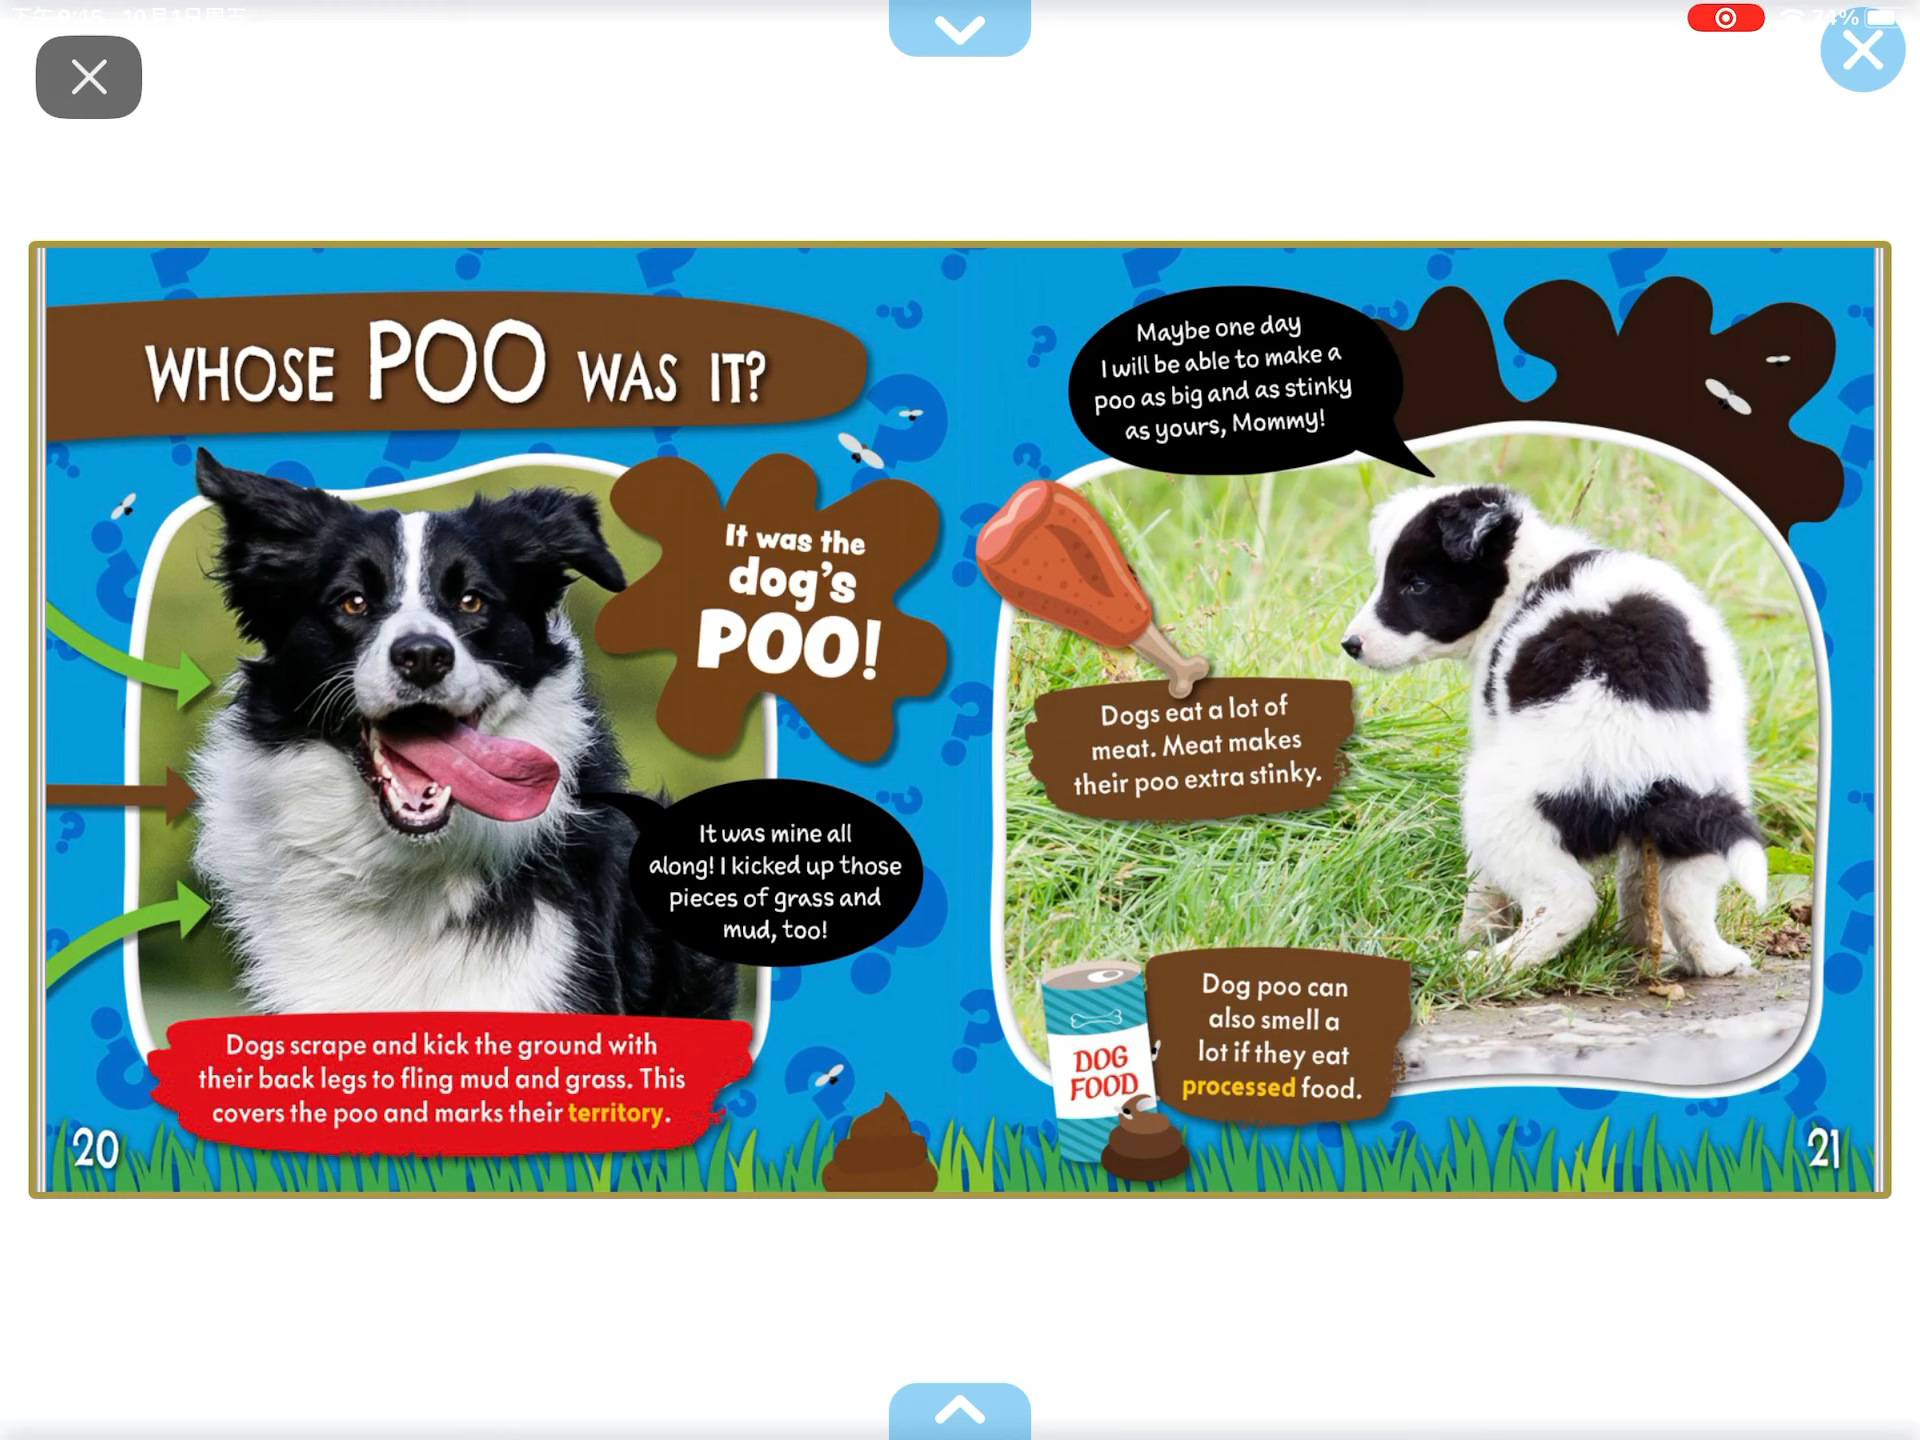 74%
WHOSE POO WAS IT?
It was the
dog's
POO!
It was mine all
along! I kicked up those
pieces of grass and
mud, too!
Dogs scrape and kick the ground with
their back legs to fling mud and grass. This
covers the poo and marks their territory.
20
Maybe one day
I will be able to make a
poo as big and as stinky
as yours, Mommy!
Dogs eat a lot of
meat. Meat makes
their poo extra stinky.
Dog poo can
also smell a
lot if they eat
processed food.
DOG
FOOD
21